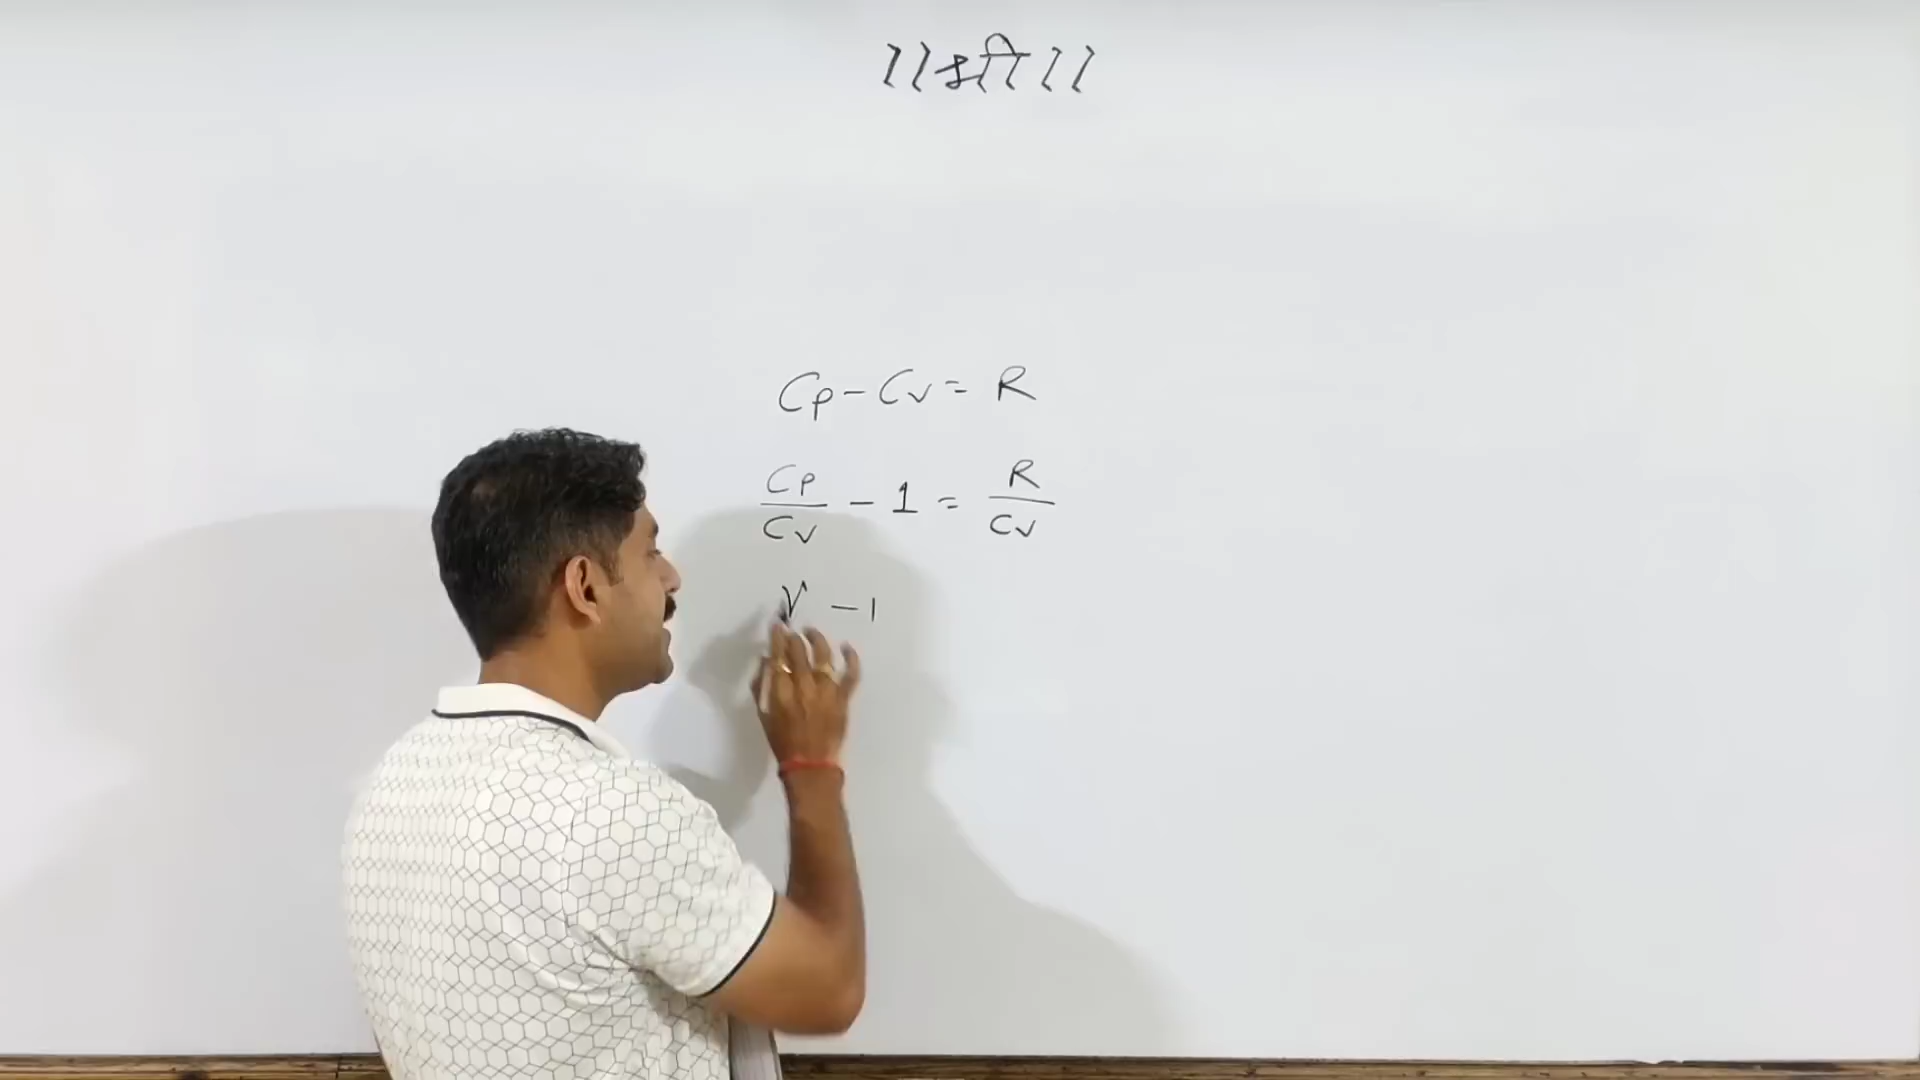 ।। श्री ।।
Cp - Cv = R
Cp/Cv - 1 = R/Cv
γ - 1